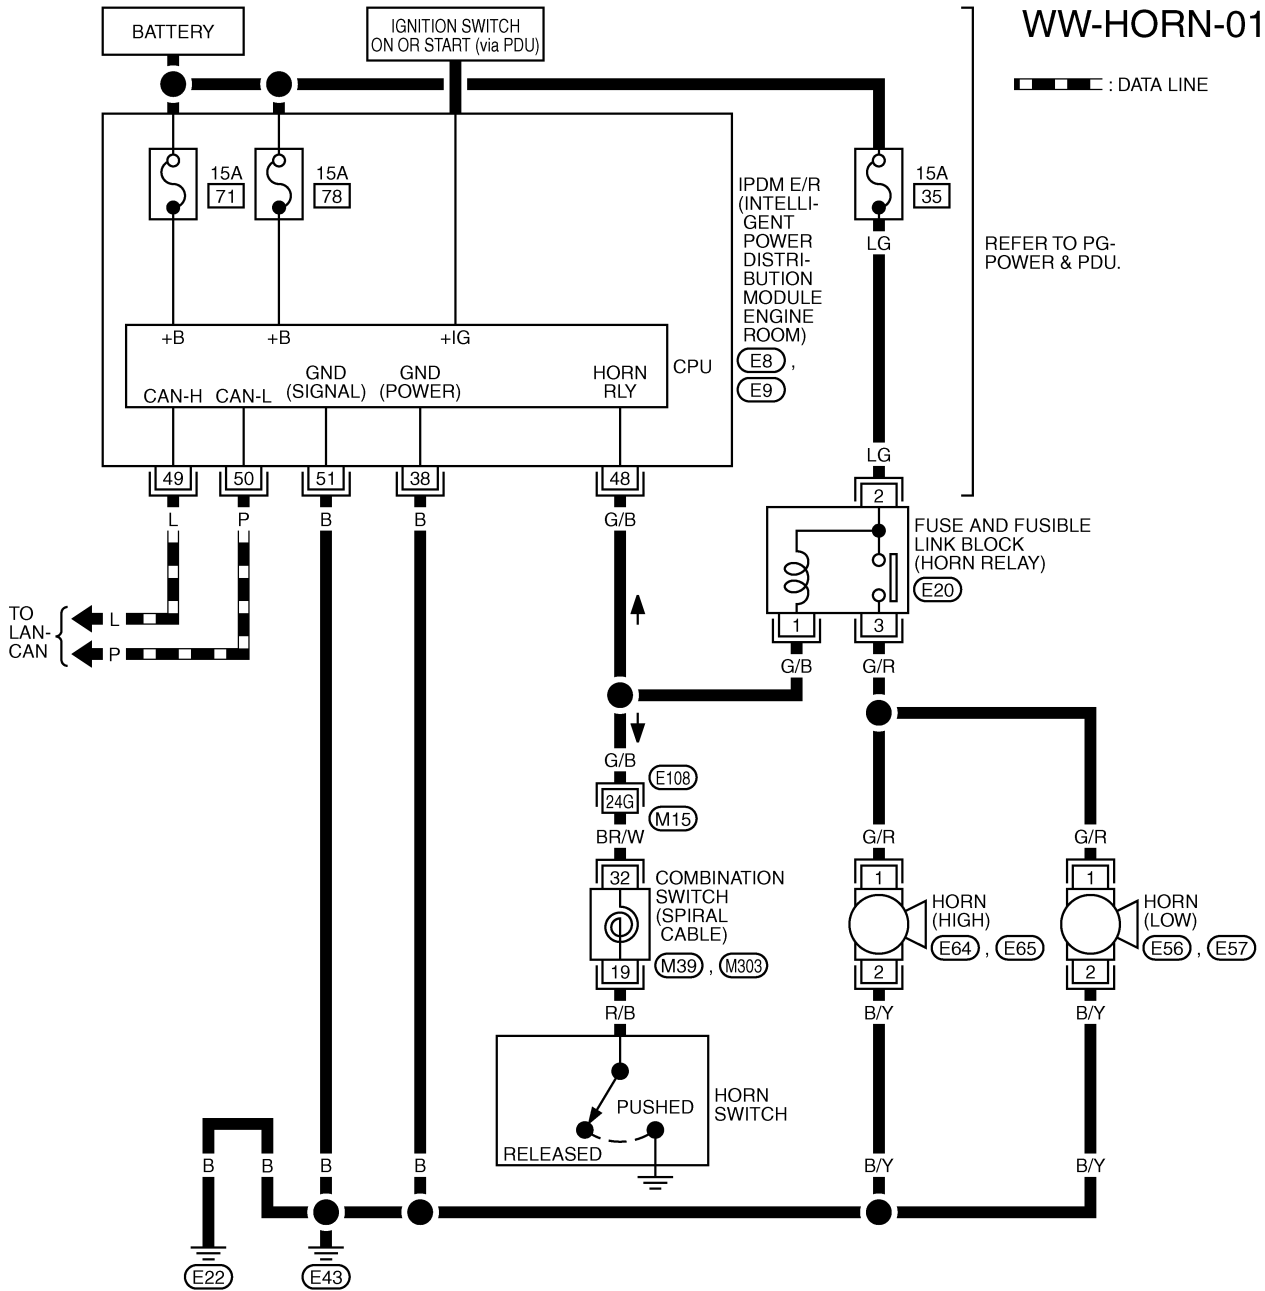 WW-HORN-01
BATTERY
IGNITION SWITCH
ON OR START (via PDU)
: DATA LINE
15A
71
15A
78
15A
35
IPDM E/R
(INTELLI-
GENT
POWER
DISTRI-
BUTION
MODULE
ENGINE
ROOM)
E8 ,
E9
LG
REFER TO PG-
POWER & PDU.
+B
+B
+IG
CPU
CAN-H
CAN-L
GND
(SIGNAL)
GND
(POWER)
HORN
RLY
LG
49
50
51
38
48
2
L
P
B
B
G/B
FUSE AND FUSIBLE
LINK BLOCK
(HORN RELAY)
E20
TO
LAN-
CAN
L
P
1
3
G/B
G/R
G/B
E108
24G
M15
BR/W
G/R
G/R
32
COMBINATION
SWITCH
(SPIRAL
CABLE)
M39 , M303
19
1
HORN
(HIGH)
E64 , E65
2
1
HORN
(LOW)
E56 , E57
2
R/B
B/Y
B/Y
PUSHED
RELEASED
HORN
SWITCH
B
B
B
B
B/Y
B/Y
E22
E43